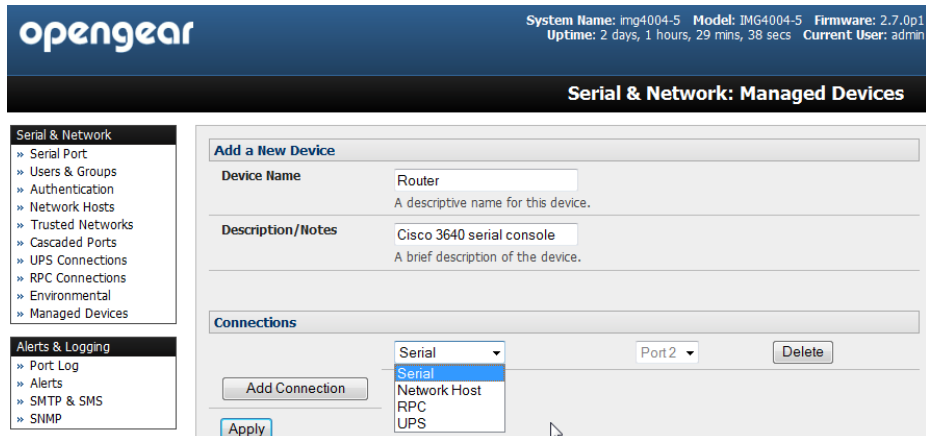 opengear
System Name: img4004-5 Model: IMG4004-5 Firmware: 2.7.0p1
Uptime: 2 days, 1 hours, 29 mins, 38 secs Current User: admin
Serial & Network: Managed Devices
Serial & Network
» Serial Port
» Users & Groups
» Authentication
» Network Hosts
» Trusted Networks
» Cascaded Ports
» UPS Connections
» RPC Connections
» Environmental
» Managed Devices
Alerts & Logging
» Port Log
» Alerts
» SMTP & SMS
» SNMP
Add a New Device
Device Name
Router
A descriptive name for this device.
Description/Notes
Cisco 3640 serial console
A brief description of the device.
Connections
Serial Port 2 Delete
Serial
Network Host
RPC
UPS
Add Connection
Apply